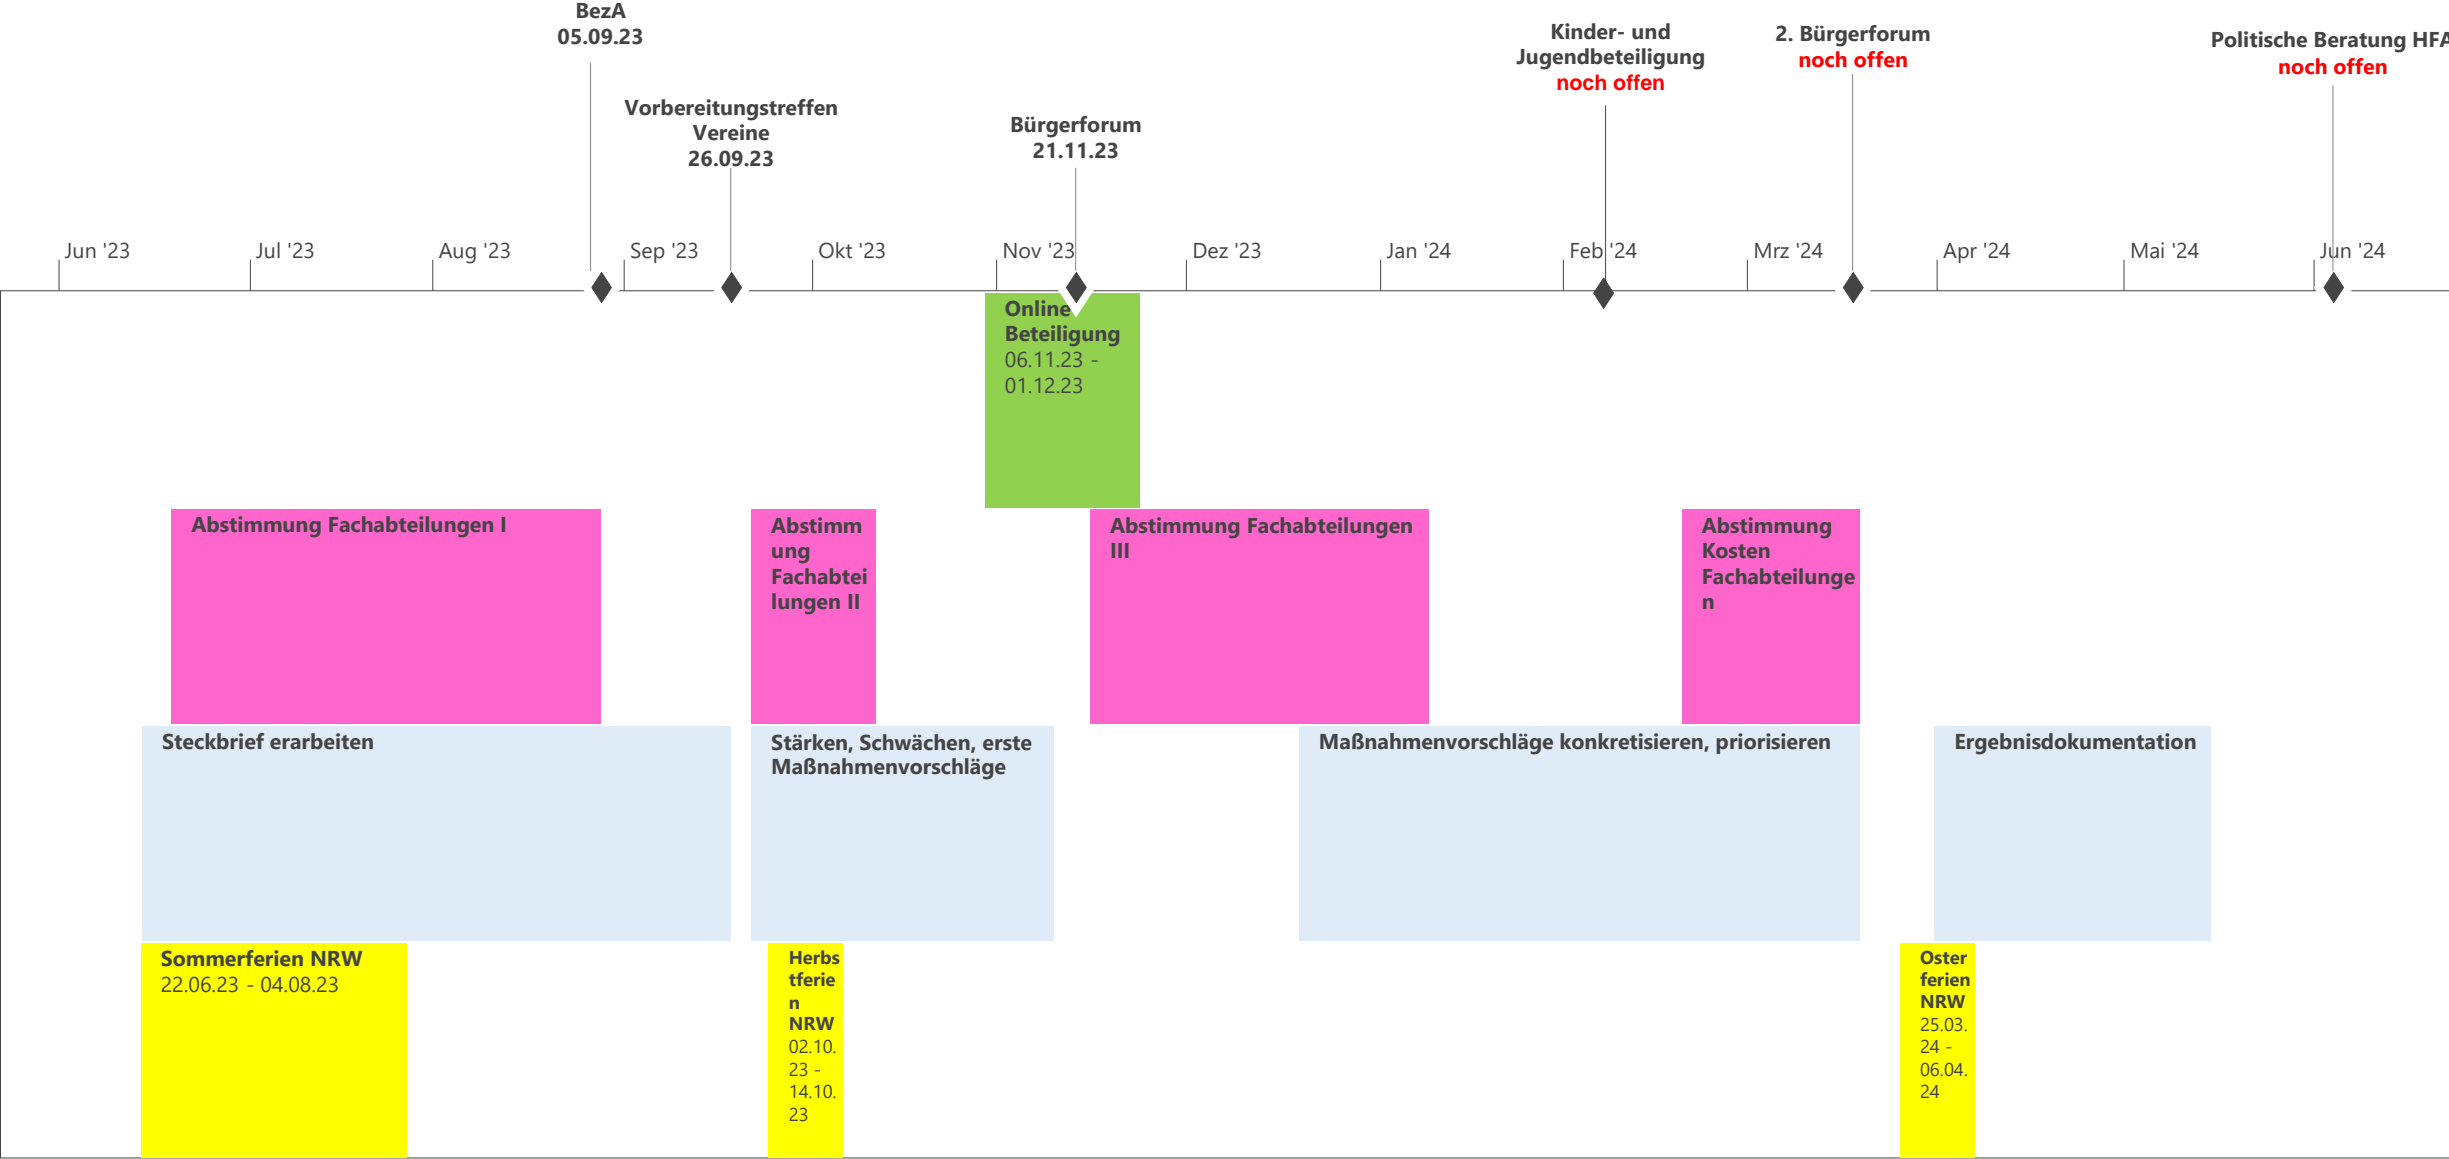 BezA
05.09.23
Vorbereitungstreffen
Vereine
26.09.23
Bürgerforum
21.11.23
Kinder- und
Jugendbeteiligung
noch offen
2. Bürgerforum
noch offen
Politische Beratung HFA
noch offen
Jun '23
Jul '23
Aug '23
Sep '23
Okt '23
Nov '23
Dez '23
Jan '24
Feb '24
Mrz '24
Apr '24
Mai '24
Jun '24
Online
Beteiligung
06.11.23 -
01.12.23
Abstimmung Fachabteilungen I
Abstimm
ung
Fachabtei
lungen II
Abstimmung Fachabteilungen
III
Abstimmung
Kosten
Fachabteilunge
n
Steckbrief erarbeiten
Stärken, Schwächen, erste
Maßnahmenvorschläge
Maßnahmenvorschläge konkretisieren, priorisieren
Ergebnisdokumentation
Sommerferien NRW
22.06.23 - 04.08.23
Herbs
tferie
n
NRW
02.10.
23 -
14.10.
23
Oster
ferien
NRW
25.03.
24 -
06.04.
24